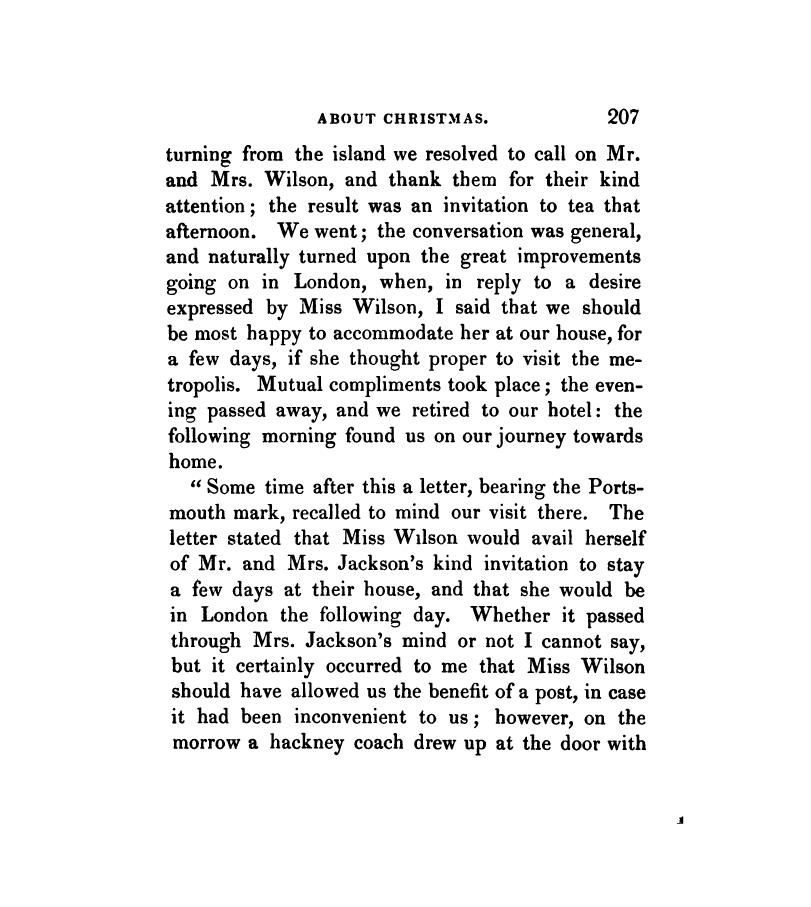 ABOUT CHRISTMAS. 207
turning from the island we resolved to call on Mr.
and Mrs. Wilson, and thank them for their kind
attention; the result was an invitation to tea that
afternoon. We went; the conversation was general,
and naturally turned upon the great improvements
going on in London, when, in reply to a desire
expressed by Miss Wilson, I said that we should
be most happy to accommodate her at our house, for
a few days, if she thought proper to visit the me-
tropolis. Mutual compliments took place; the even-
ing passed away, and we retired to our hotel: the
following morning found us on our journey towards
home.
“ Some time after this a letter, bearing the Ports-
mouth mark, recalled to mind our visit there. The
letter stated that Miss Wilson would avail herself
of Mr. and Mrs. Jackson’s kind invitation to stay
a few days at their house, and that she would be
in London the following day. Whether it passed
through Mrs. Jackson’s mind or not I cannot say,
but it certainly occurred to me that Miss Wilson
should have allowed us the benefit of a post, in case
it had been inconvenient to us; however, on the
morrow a hackney coach drew up at the door with